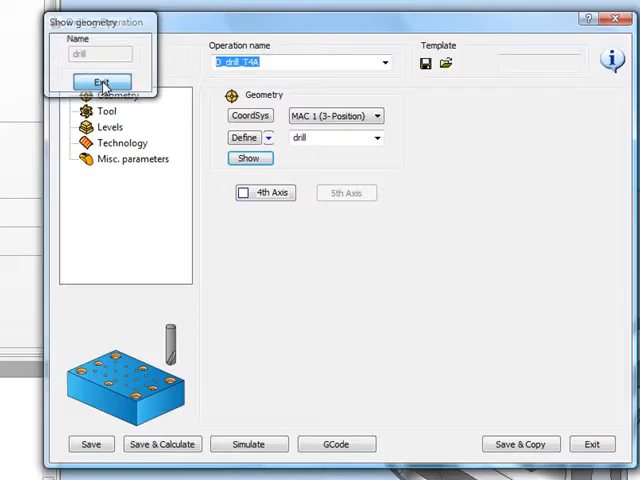 Show geometry
Operation
Name
drill
Exit
Operation name
D_drill_T4A
Template
Geometry
Tool
Levels
Technology
Misc. parameters
Geometry
CoordSys
MAC 1 (3- Position)
Define
drill
Show
4th Axis
5th Axis
Save
Save & Calculate
Simulate
GCode
Save & Copy
Exit